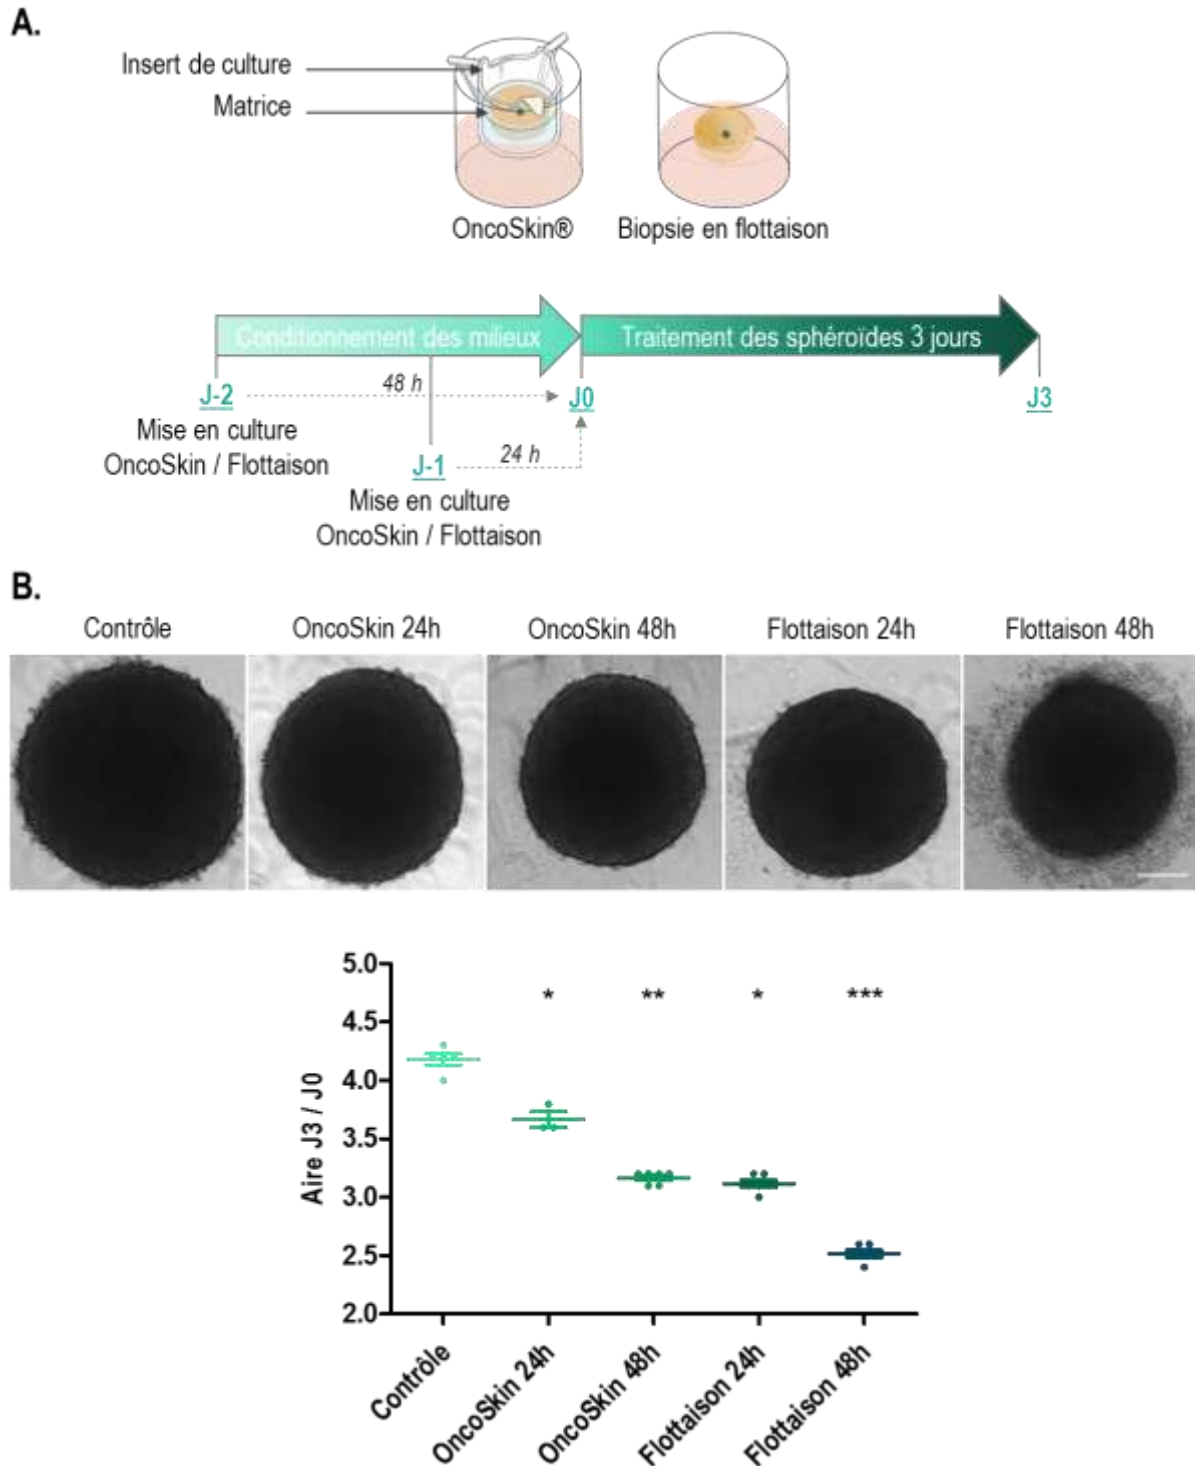 A.
Insert de culture
Matrice
OncoSkin®
Biopsie en flottaison
Conditionnement des milieux
Traitement des sphéroïdes 3 jours
48 h
J-2
J0
J3
Mise en culture
OncoSkin / Flottaison
24 h
J-1
Mise en culture
OncoSkin / Flottaison
B.
Contrôle
OncoSkin 24h
OncoSkin 48h
Flottaison 24h
Flottaison 48h
5.0
4.5
4.0
3.5
3.0
2.5
2.0
Aire J3 / J0
*
**
*
***
Contrôle
OncoSkin 24h
OncoSkin 48h
Flottaison 24h
Flottaison 48h